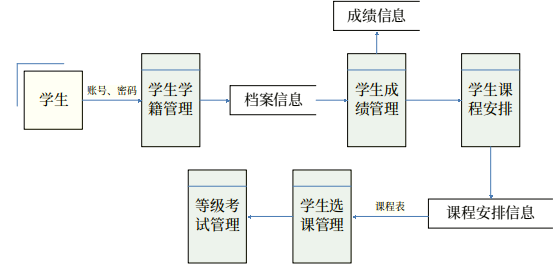 成绩信息
学生
账号、密码
学生学
籍管理
档案信息
学生成
绩管理
学生课
程安排
等级考
试管理
学生选
课管理
课程表
课程安排信息